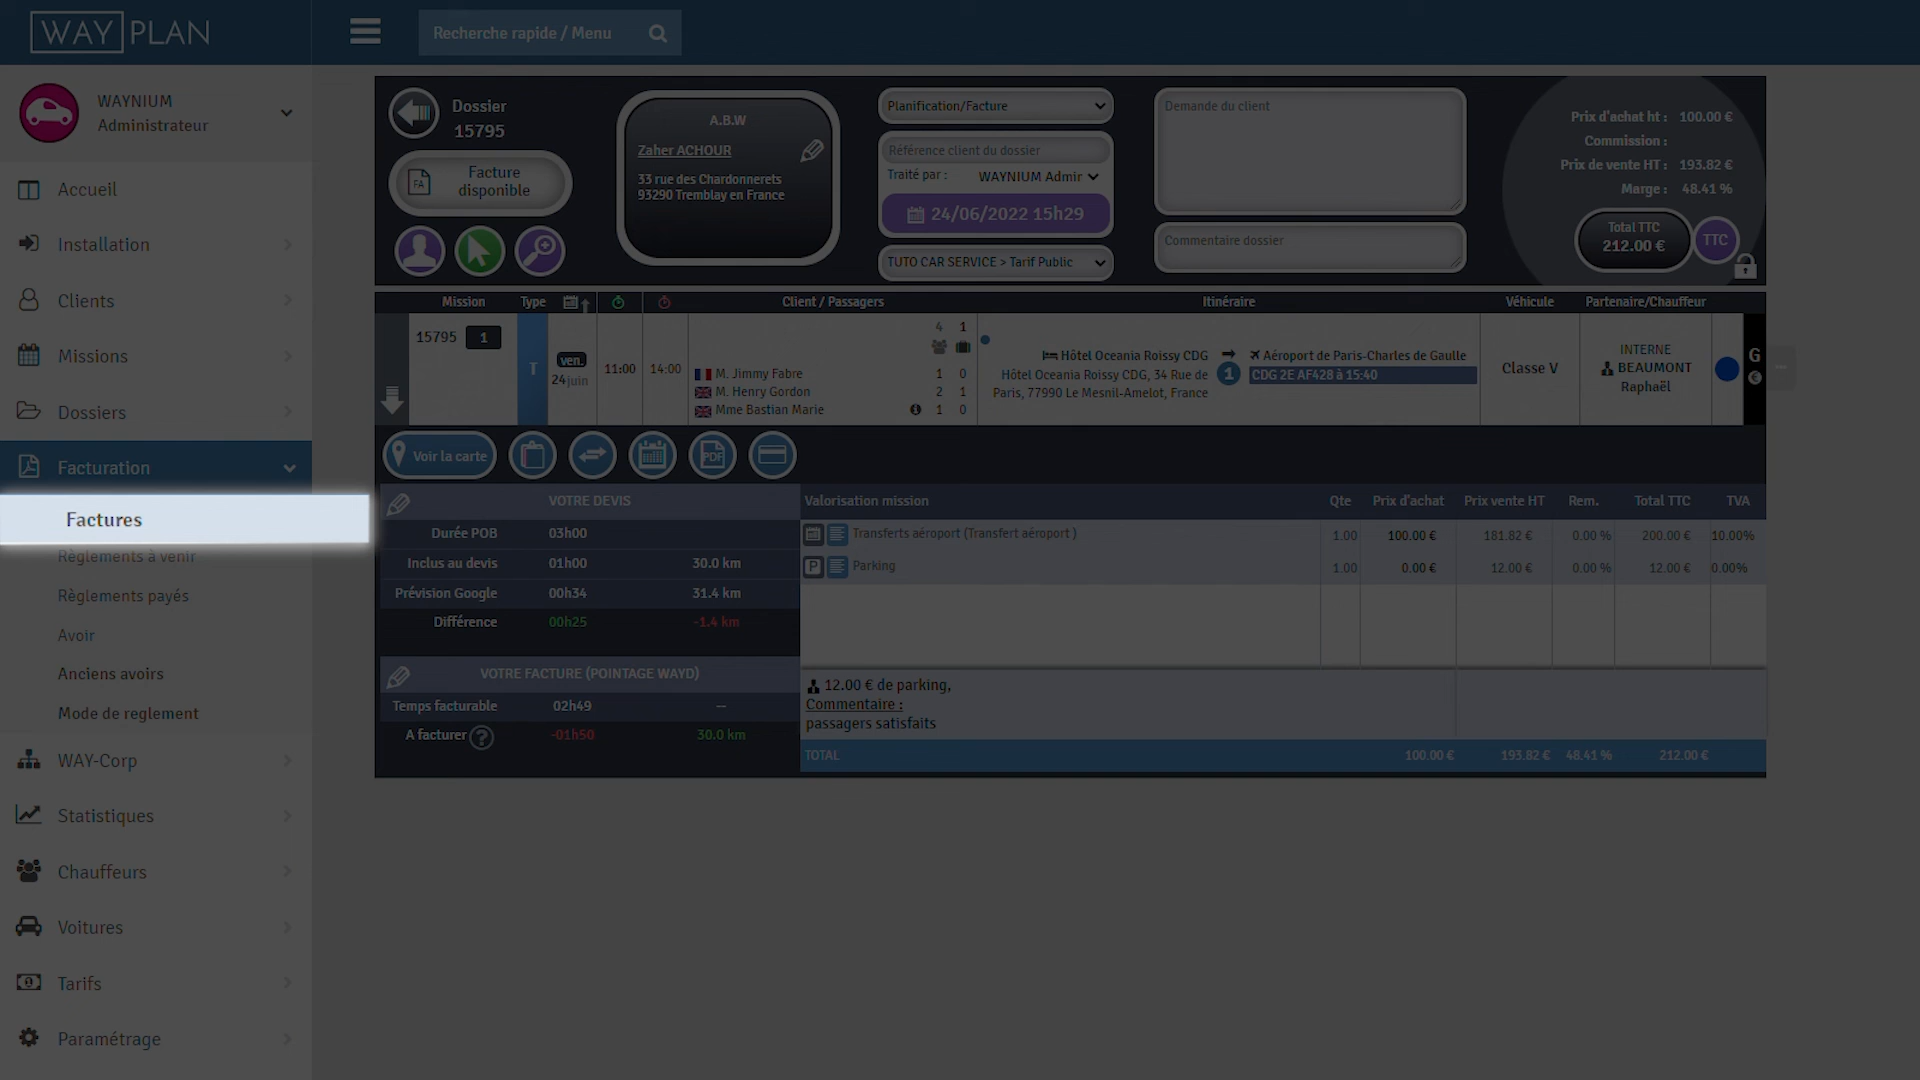 WAY PLAN
Recherche rapide / Menu
WAYNIUM
Administrateur
Accueil
Installation
Clients
Missions
Dossiers
Facturation
Factures
Règlements à venir
Règlements payés
Avoir
Anciens avoirs
Mode de reglement
WAY-Corp
Statistiques
Chauffeurs
Voitures
Tarifs
Paramétrage
Dossier
15795
FA
Facture
disponible
A.B.W
Zaher ACHOUR
33 rue des Chardonnerets
93290 Tremblay en France
Planification/Facture
Référence client du dossier
Traité par : WAYNIUM Admir
24/06/2022 15h29
TUTO CAR SERVICE > Tarif Public
Demande du client
Commentaire dossier
Prix d'achat ht : 100.00 €
Commission :
Prix de vente HT : 193.82 €
Marge : 48.41 %
Total TTC
212.00 €
TTC
Mission Type Client / Passagers Itinéraire Véhicule Partenaire/Chauffeur
15795 1
T
ven.
24 juin
11:00
14:00
4 1
M. Jimmy Fabre 1 0
M. Henry Gordon 2 1
Mme Bastian Marie 1 0
Hôtel Oceania Roissy CDG
Hôtel Oceania Roissy CDG, 34 Rue de
Paris, 77990 Le Mesnil-Amelot, France
1
Aéroport de Paris-Charles de Gaulle
CDG 2E AF428 à 15:40
Classe V
INTERNE
BEAUMONT
Raphaël
G
€
Voir la carte
PDF
VOTRE DEVIS
Durée POB 03h00
Inclus au devis 01h00 30.0 km
Prévision Google 00h34 31.4 km
Différence 00h25 -1.4 km
VOTRE FACTURE (POINTAGE WAYD)
Temps facturable 02h49 --
A facturer ? -01h50 30.0 km
Valorisation mission Qte Prix d'achat Prix vente HT Rem. Total TTC TVA
Transferts aéroport (Transfert aéroport ) 1.00 100.00 € 181.82 € 0.00 % 200.00 € 10.00%
P Parking 1.00 0.00 € 12.00 € 0.00 % 12.00 € 0.00%
12.00 € de parking,
Commentaire :
passagers satisfaits
TOTAL 100.00 € 193.82 € 48.41 % 212.00 €